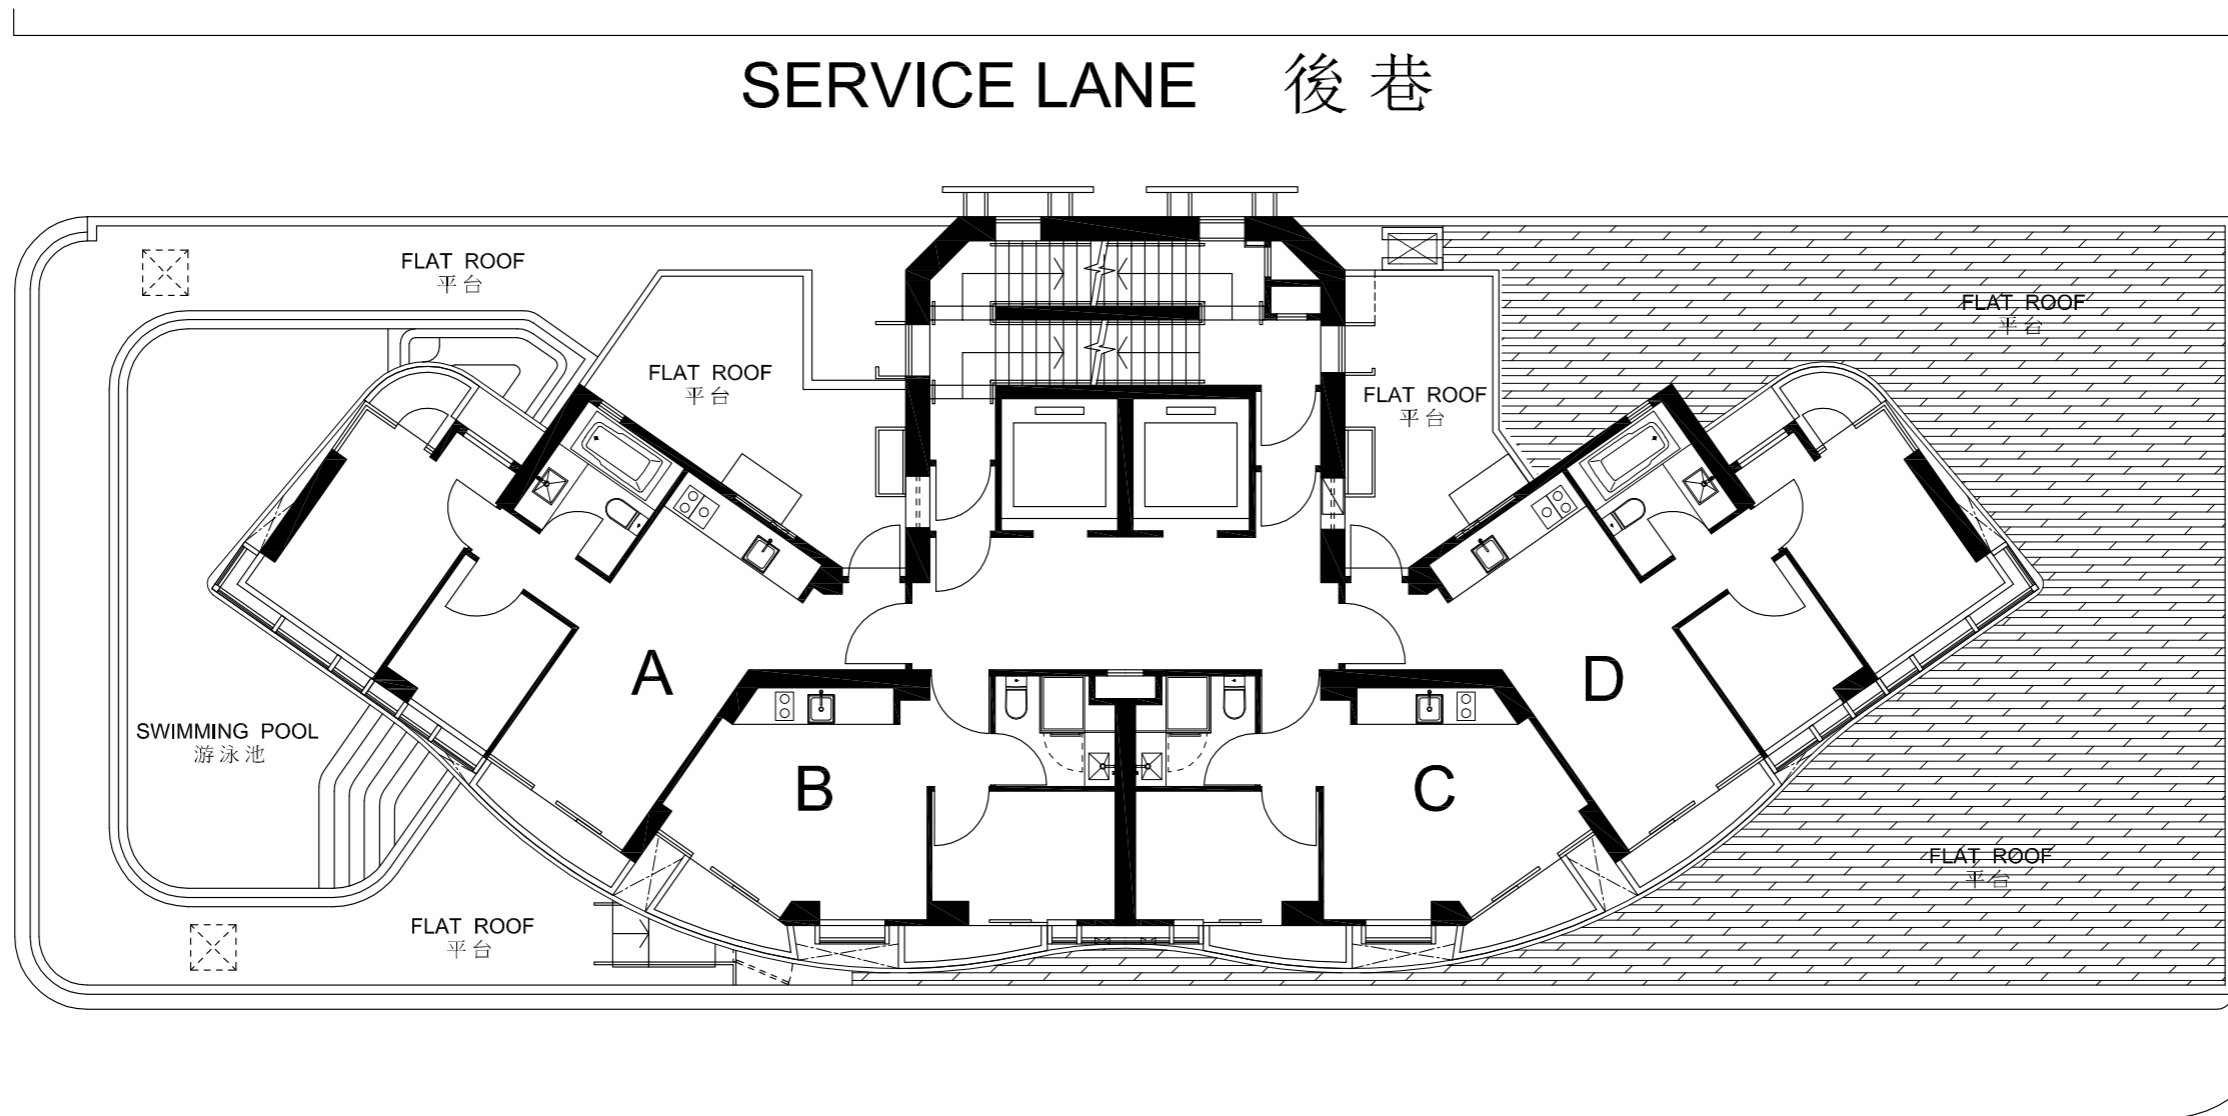 SERVICE LANE 後巷
FLAT ROOF
平台
FLAT ROOF
平台
FLAT ROOF
平台
FLAT ROOF
平台
A
D
SWIMMING POOL
游泳池
B
C
FLAT ROOF
平台
FLAT ROOF
平台